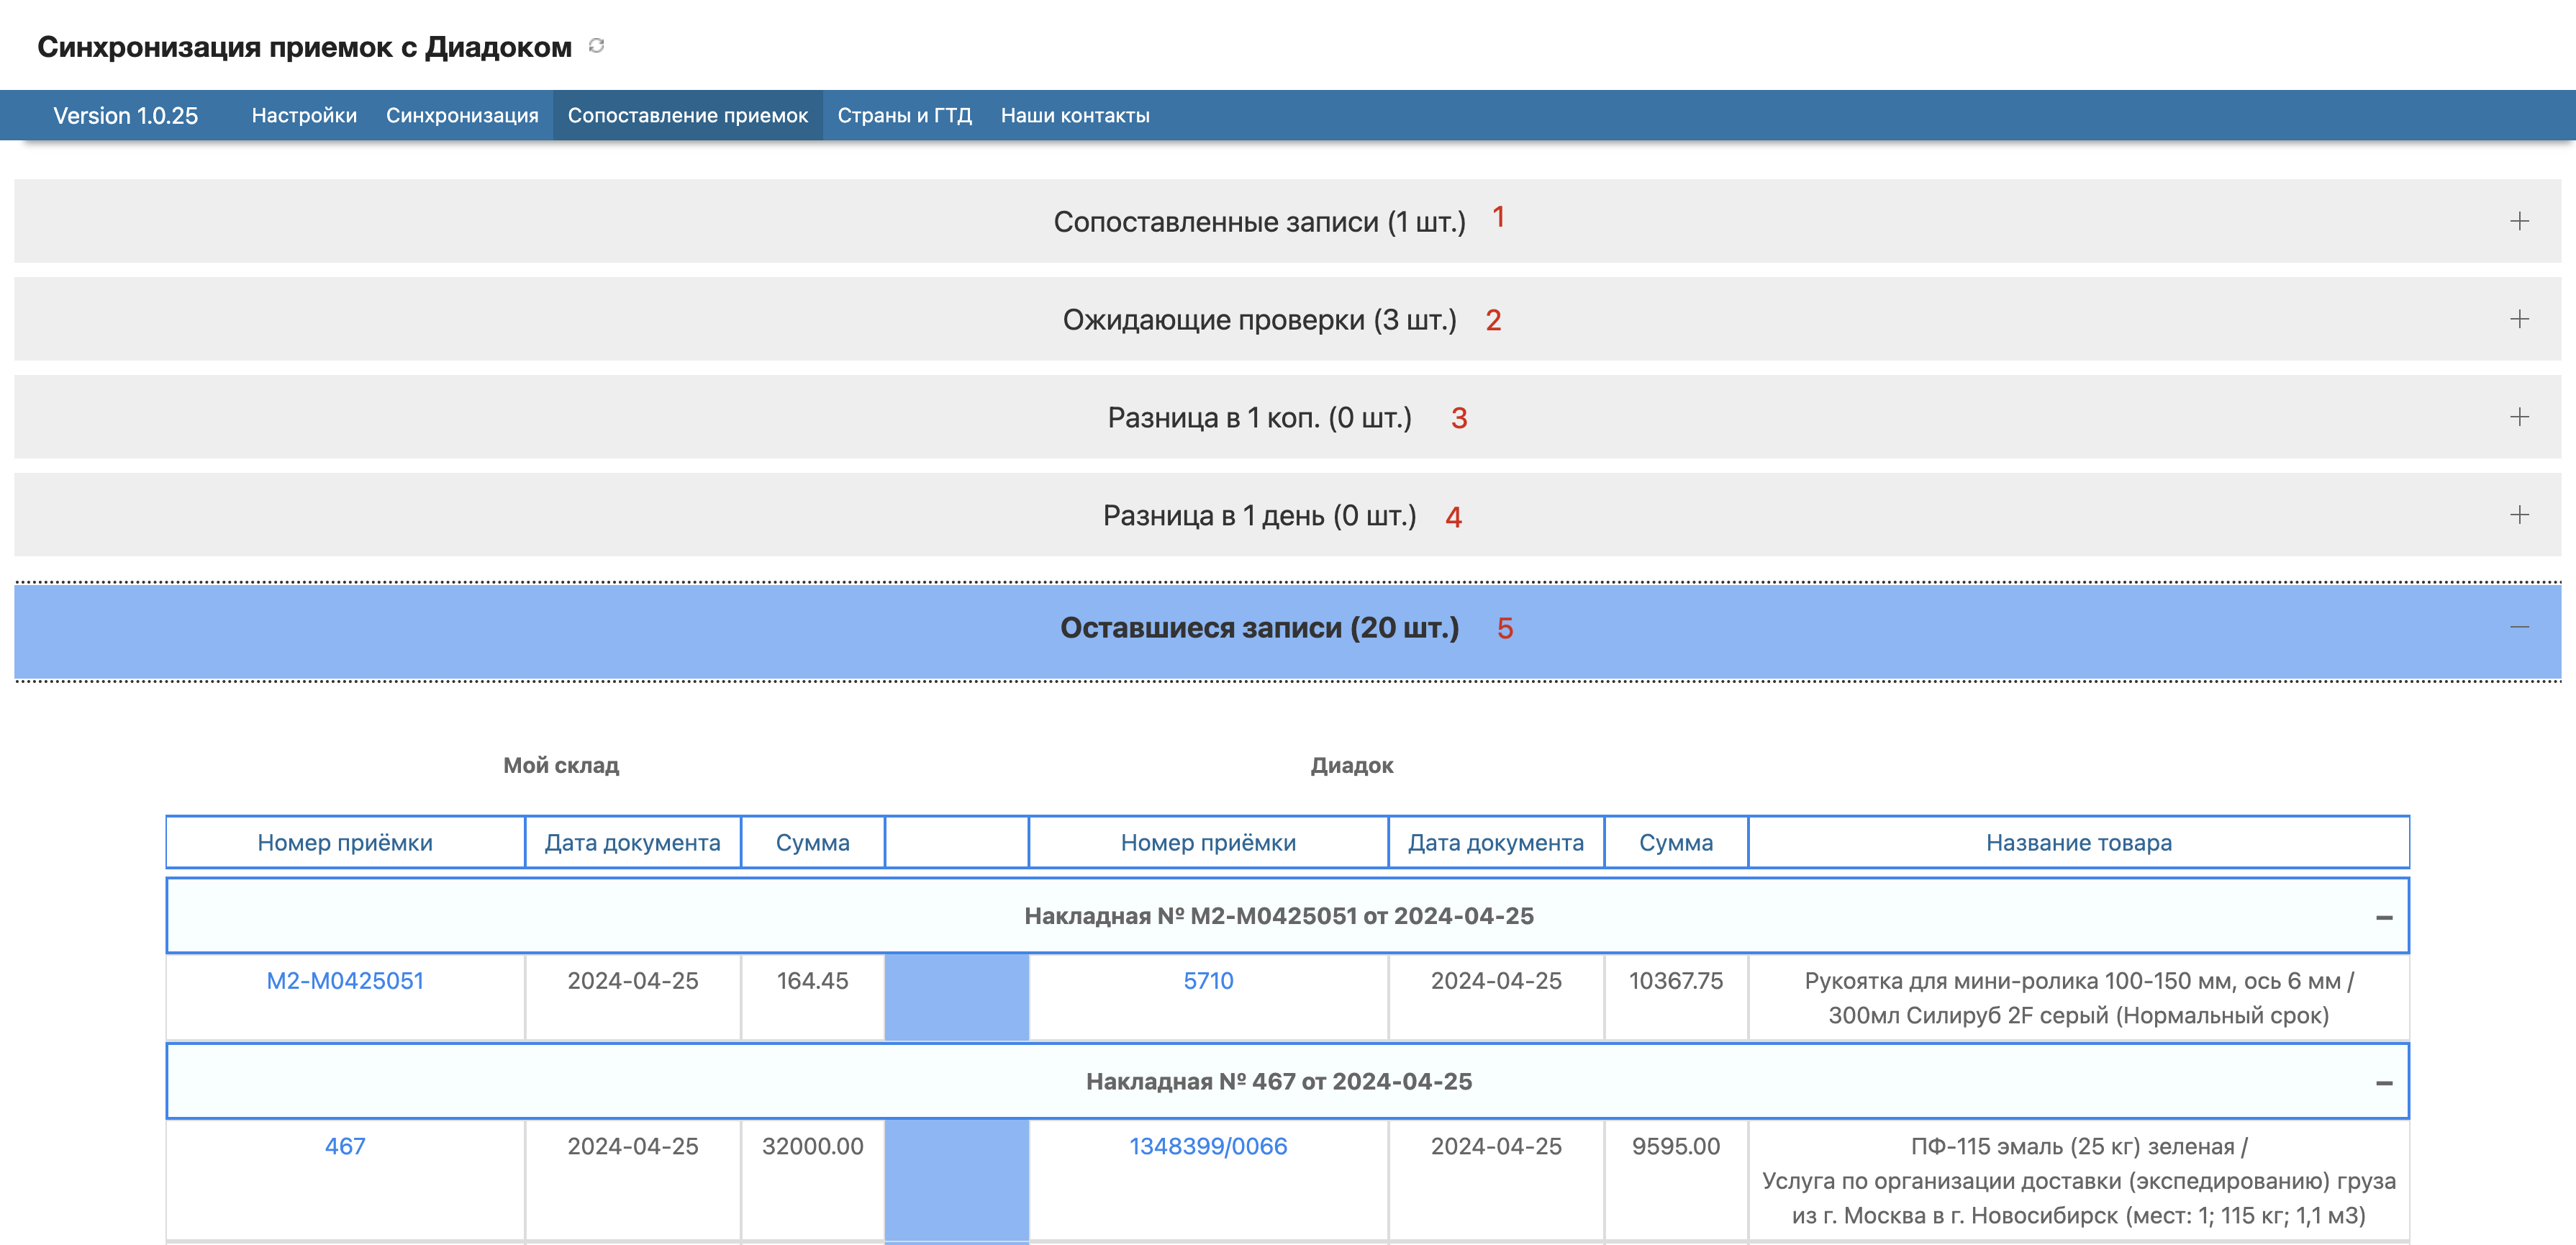 Синхронизация приемок с Диадоком
Version 1.0.25 Настройки Синхронизация Сопоставление приемок Страны и ГТД Наши контакты
Сопоставленные записи (1 шт.) 1
Ожидающие проверки (3 шт.) 2
Разница в 1 коп. (0 шт.) 3
Разница в 1 день (0 шт.) 4
Оставшиеся записи (20 шт.) 5
Мой склад Диадок
Номер приёмки Дата документа Сумма Номер приёмки Дата документа Сумма Название товара
Накладная № М2-М0425051 от 2024-04-25
М2-М0425051 2024-04-25 164.45 5710 2024-04-25 10367.75 Рукоятка для мини-ролика 100-150 мм, ось 6 мм /
300мл Силируб 2F серый (Нормальный срок)
Накладная № 467 от 2024-04-25
467 2024-04-25 32000.00 1348399/0066 2024-04-25 9595.00 ПФ-115 эмаль (25 кг) зеленая /
Услуга по организации доставки (экспедированию) груза
из г. Москва в г. Новосибирск (мест: 1; 115 кг; 1,1 м3)